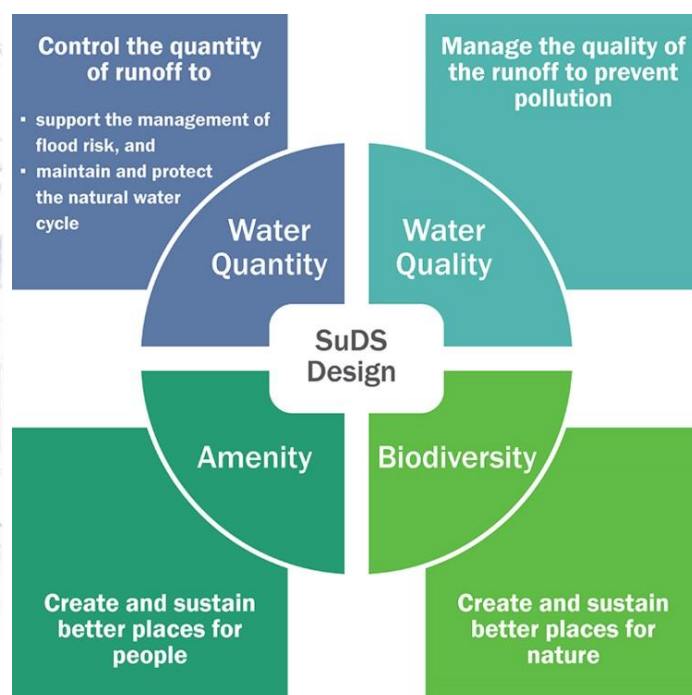 Control the quantity
of runoff to
▪ support the management of
flood risk, and
▪ maintain and protect
the natural water
cycle
Manage the quality of
the runoff to prevent
pollution
Water
Quantity
Water
Quality
SuDS
Design
Amenity
Biodiversity
Create and sustain
better places for
people
Create and sustain
better places for
nature